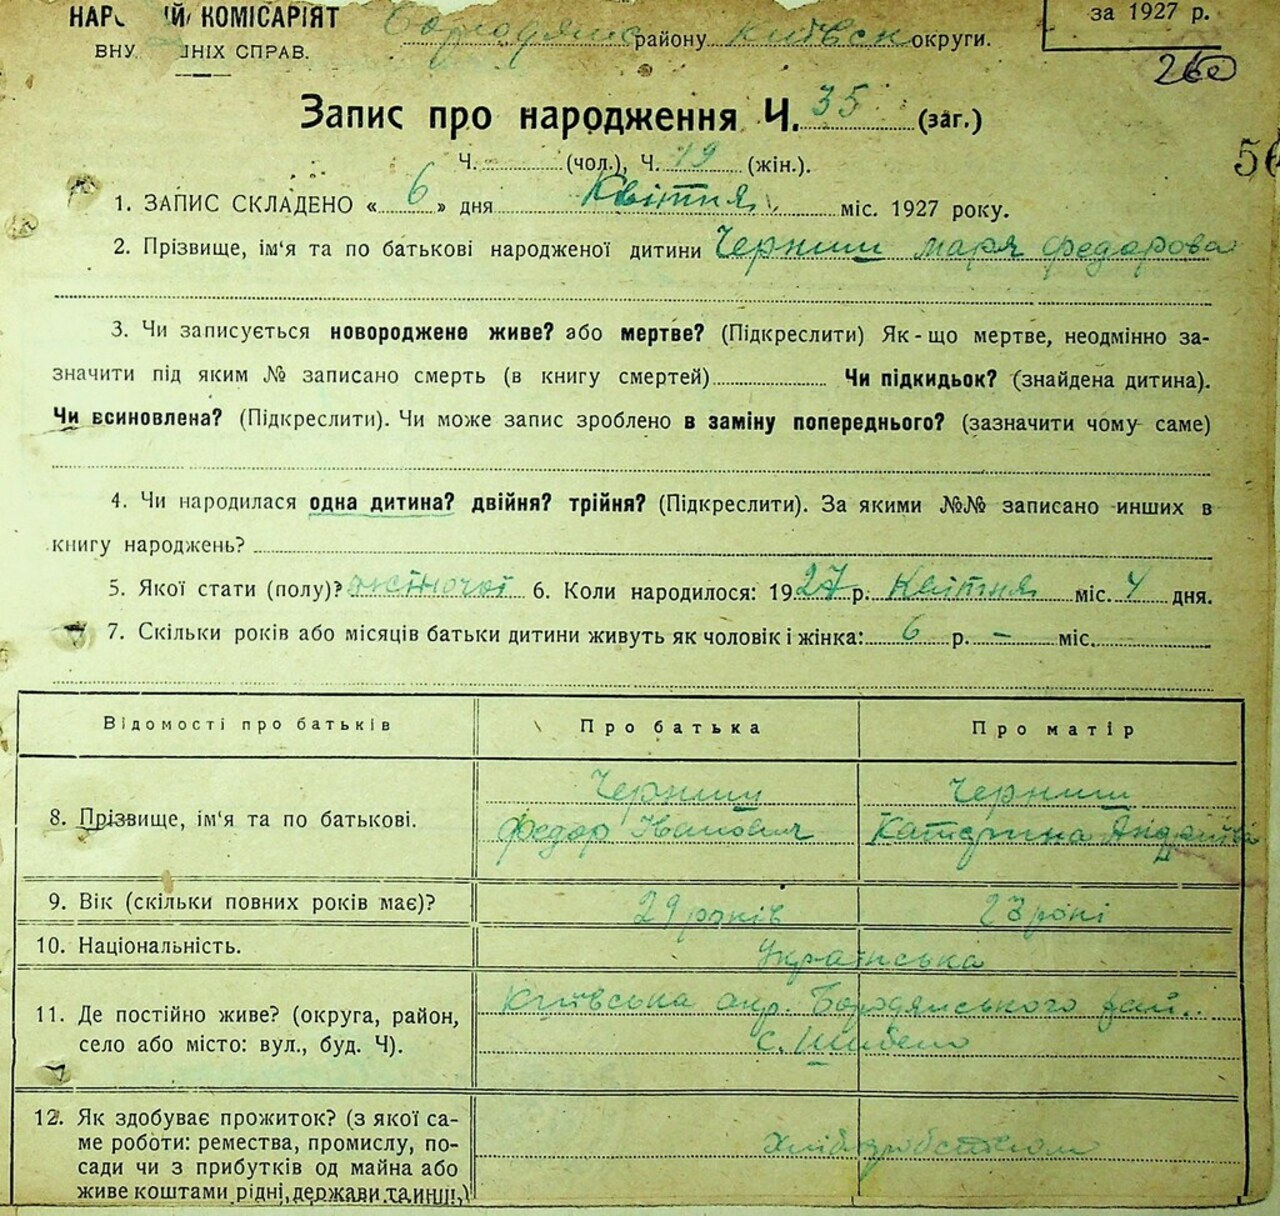 НАР ИЙ КОМІСАРІЯТ
ВНУ НІХ СПРАВ.
Бородянс району Київськ округи.
за 1927 р.
Запис про народження Ч. 35 (заг.)
Ч. (чол.), Ч. 19 (жін.).
56
1. ЗАПИС СКЛАДЕНО « 6 » дня Квітня міс. 1927 року.
2. Прізвище, ім'я та по батькові народженої дитини Черниш Маря Федорова
3. Чи записується новороджене живе? або мертве? (Підкреслити) Як-що мертве, неодмінно за-
значити під яким № записано смерть (в книгу смертей) Чи підкидьок? (знайдена дитина).
Чи всиновлена? (Підкреслити). Чи може запис зроблено в заміну попереднього? (зазначити чому саме)
4. Чи народилася одна дитина? двійня? трійня? (Підкреслити). За якими №№ записано инших в
книгу народжень?
5. Якої стати (полу)? жіночої 6. Коли народилося: 1927 р. Квітня міс. 4 дня.
7. Скільки років або місяців батьки дитини живуть як чоловік і жінка: 6 р. – міс.
Відомості про батьків Про батька Про матір
8. Прізвище, ім'я та по батькові. Черниш Черниш
Федор Іванович Катерина Андріїва
9. Вік (скільки повних років має)? 29 років 23 рокі
10. Національність. Українська
11. Де постійно живе? (округа, район, Київська окр. Бородянського рай.
село або місто: вул., буд. Ч). с. Шибено
12. Як здобуває прожиток? (з якої са-
ме роботи: ремества, промислу, по- Хліборобством
сади чи з прибутків од майна або
живе коштами рідні, держави та инш.)